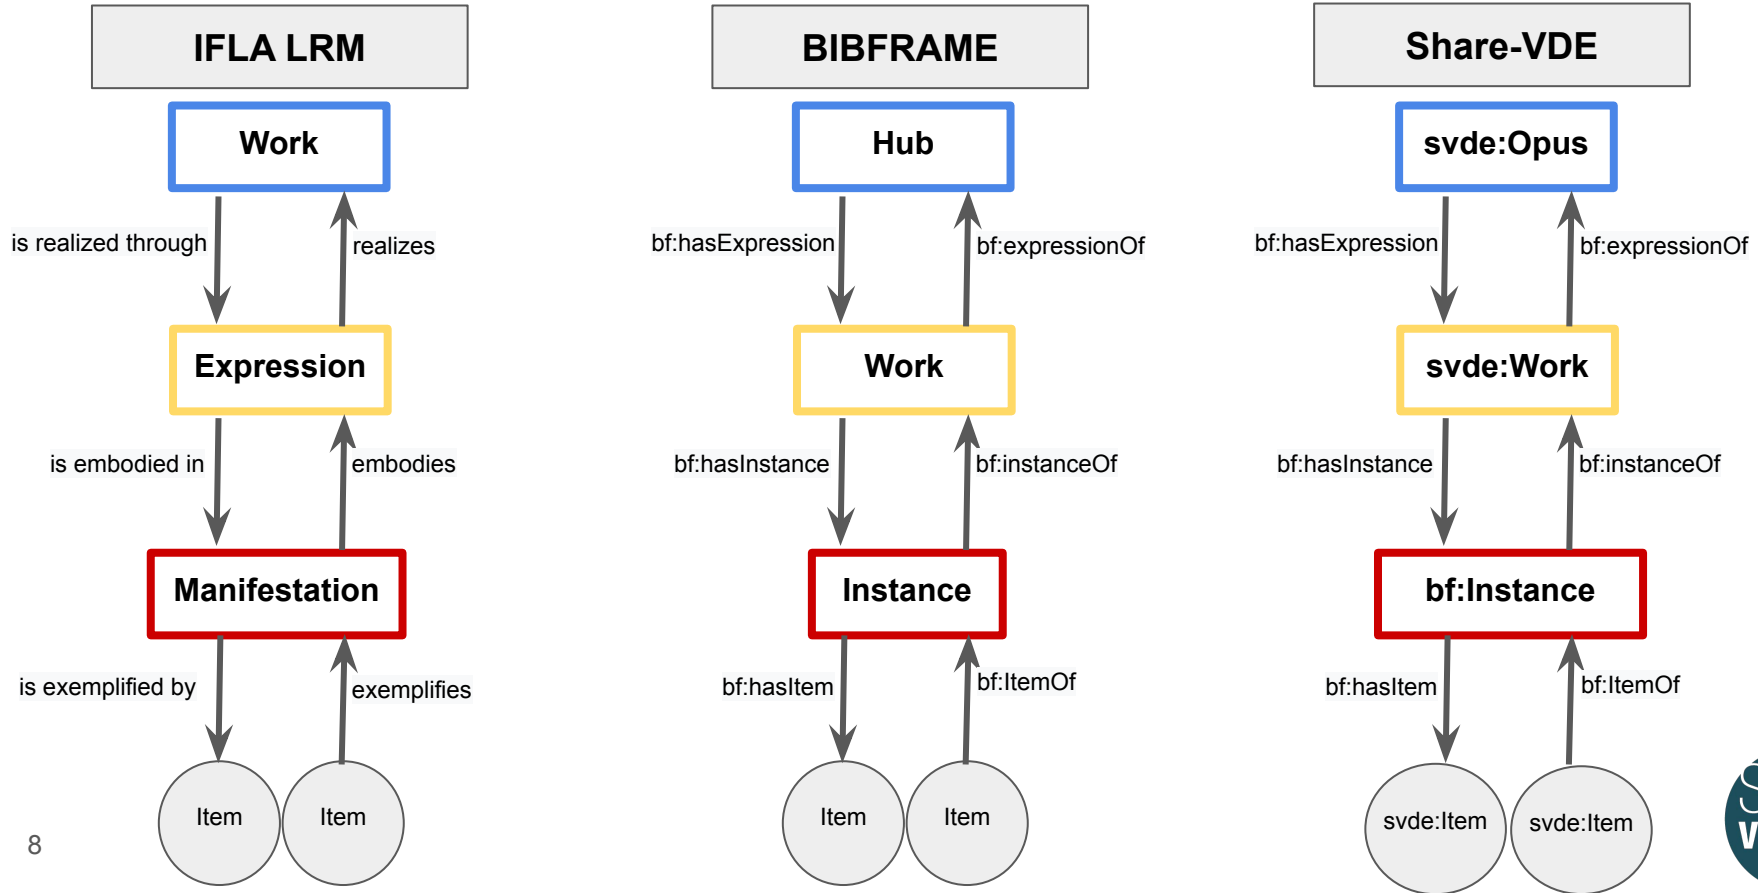 IFLA LRM
BIBFRAME
Share-VDE
Work
Hub
svde:Opus
is realized through
realizes
bf:hasExpression
bf:expressionOf
bf:hasExpression
bf:expressionOf
Expression
Work
svde:Work
is embodied in
embodies
bf:hasInstance
bf:instanceOf
bf:hasInstance
bf:instanceOf
Manifestation
Instance
bf:Instance
is exemplified by
exemplifies
bf:hasItem
bf:ItemOf
bf:hasItem
bf:ItemOf
Item
Item
Item
Item
svde:Item
svde:Item
8